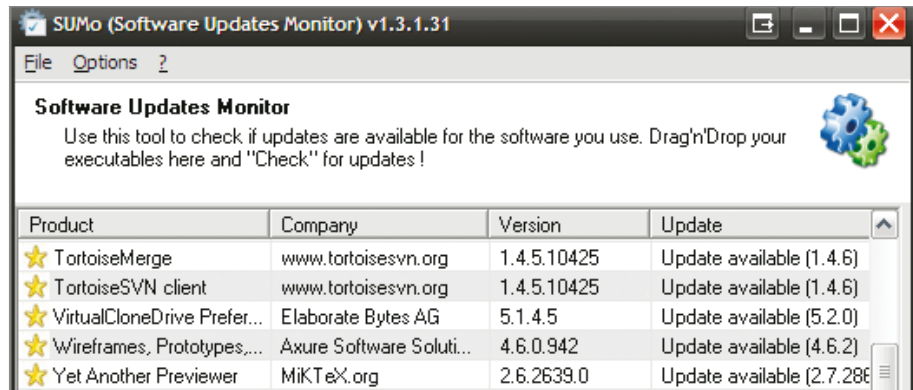 SUMo (Software Updates Monitor) v1.3.1.31
File Options ?
Software Updates Monitor
Use this tool to check if updates are available for the software you use. Drag'n'Drop your
executables here and "Check" for updates !
Product Company Version Update
TortoiseMerge www.tortoisesvn.org 1.4.5.10425 Update available (1.4.6)
TortoiseSVN client www.tortoisesvn.org 1.4.5.10425 Update available (1.4.6)
VirtualCloneDrive Prefer... Elaborate Bytes AG 5.1.4.5 Update available (5.2.0)
Wireframes, Prototypes,... Axure Software Soluti... 4.6.0.942 Update available (4.6.2)
Yet Another Previewer MiKTeX.org 2.6.2639.0 Update available (2.7.286